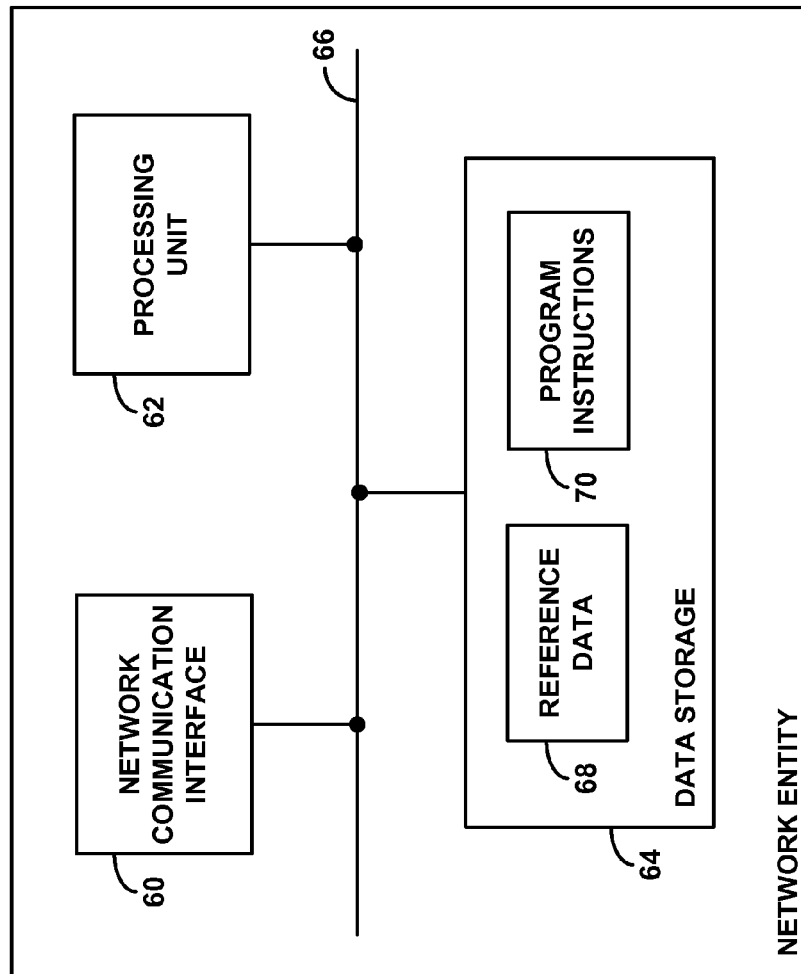 NETWORK
COMMUNICATION
INTERFACE
60
PROCESSING
UNIT
62
66
REFERENCE
DATA
68
PROGRAM
INSTRUCTIONS
70
DATA STORAGE
64
NETWORK ENTITY